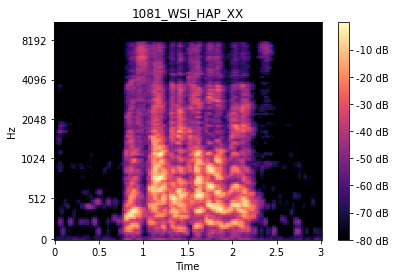 1081_WSI_HAP_XX
8192
4096
2048
1024
512
0
Hz
0 0.5 1 1.5 2 2.5 3
Time
-10 dB
-20 dB
-30 dB
-40 dB
-50 dB
-60 dB
-70 dB
-80 dB